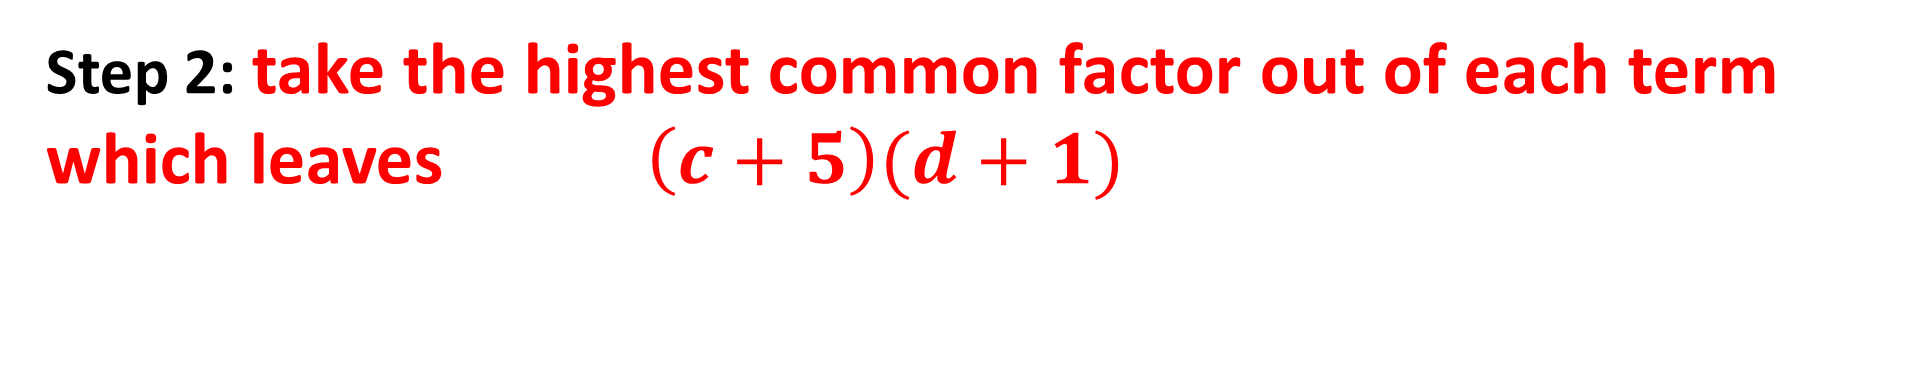 Step 2: take the highest common factor out of each term
which leaves (c + 5)(d + 1)